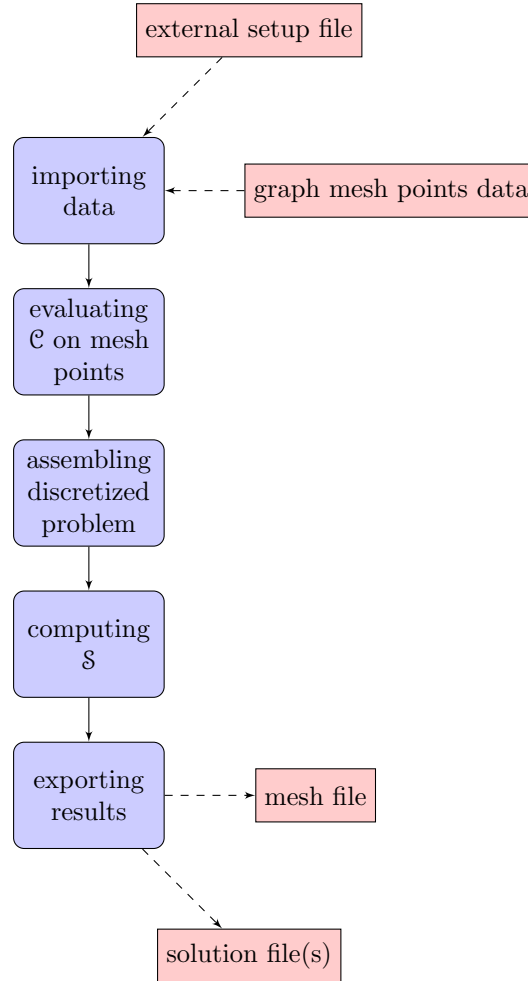 external setup file
importing
data
graph mesh points data
evaluating
𝒞 on mesh
points
assembling
discretized
problem
computing
𝒮
exporting
results
mesh file
solution file(s)